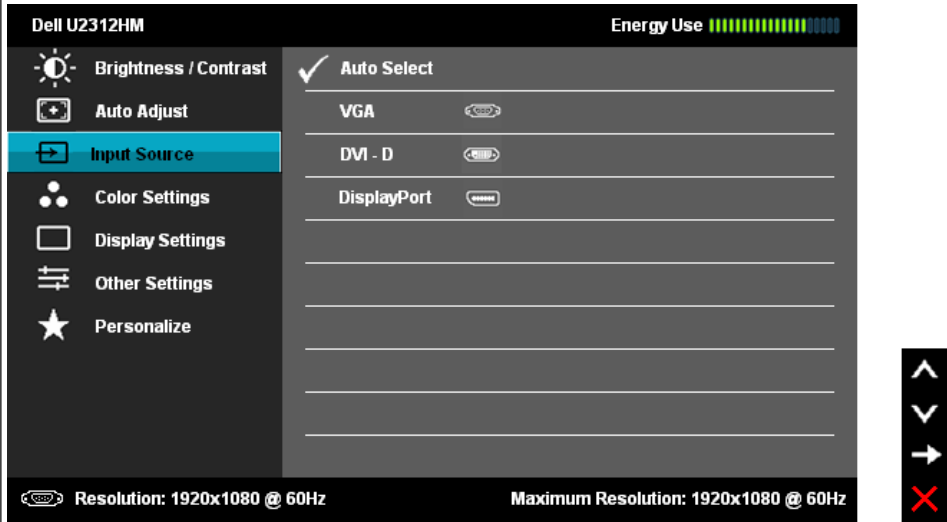 Dell U2312HM Energy Use
Brightness / Contrast Auto Select
Auto Adjust VGA
Input Source DVI - D
Color Settings DisplayPort
Display Settings
Other Settings
Personalize
Resolution: 1920x1080 @ 60Hz Maximum Resolution: 1920x1080 @ 60Hz